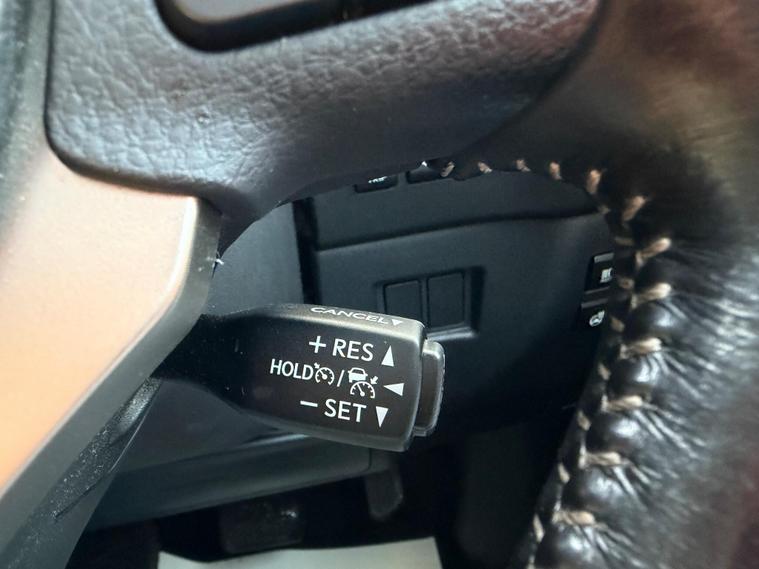 CANCEL▼
+ RES ▲
HOLD / ◀
− SET ▼